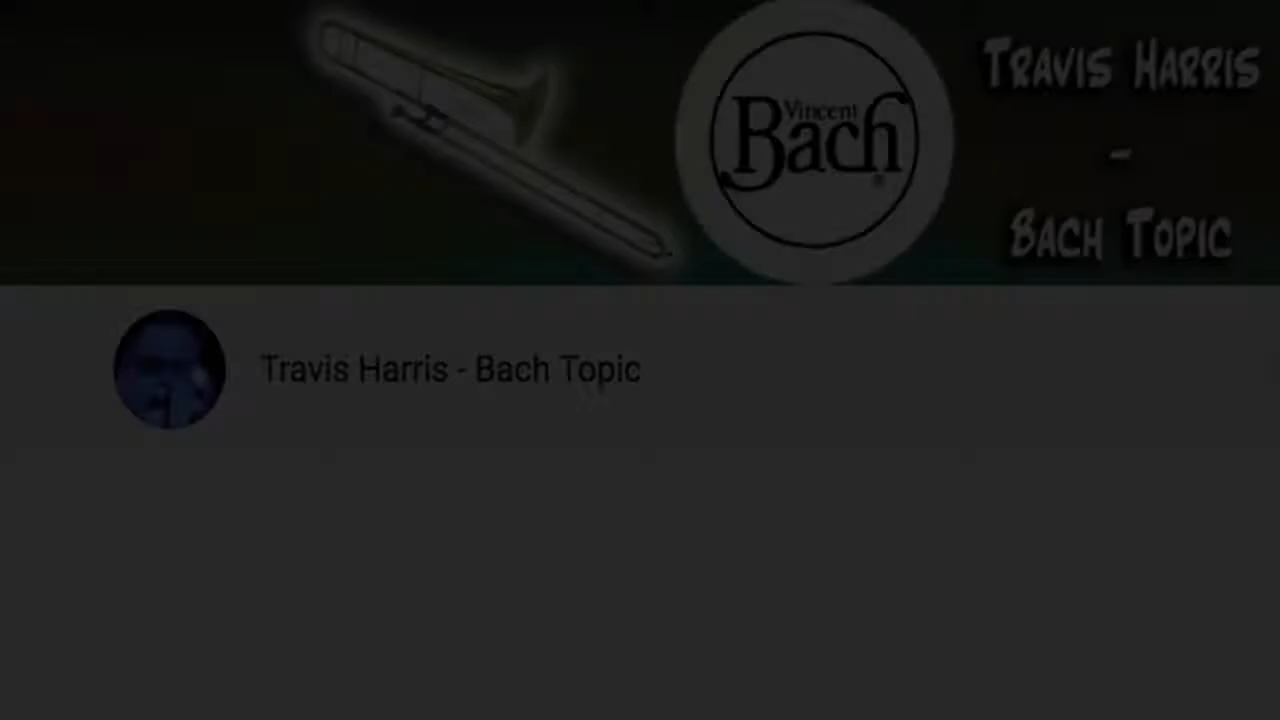 Travis Harris
-
Bach Topic
Vincent
Bach
®
Travis Harris - Bach Topic